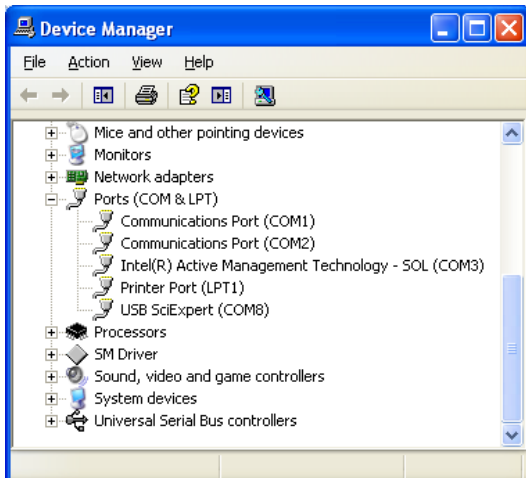 Device Manager
File Action View Help
Mice and other pointing devices
Monitors
Network adapters
Ports (COM & LPT)
Communications Port (COM1)
Communications Port (COM2)
Intel(R) Active Management Technology - SOL (COM3)
Printer Port (LPT1)
USB SciExpert (COM8)
Processors
SM Driver
Sound, video and game controllers
System devices
Universal Serial Bus controllers